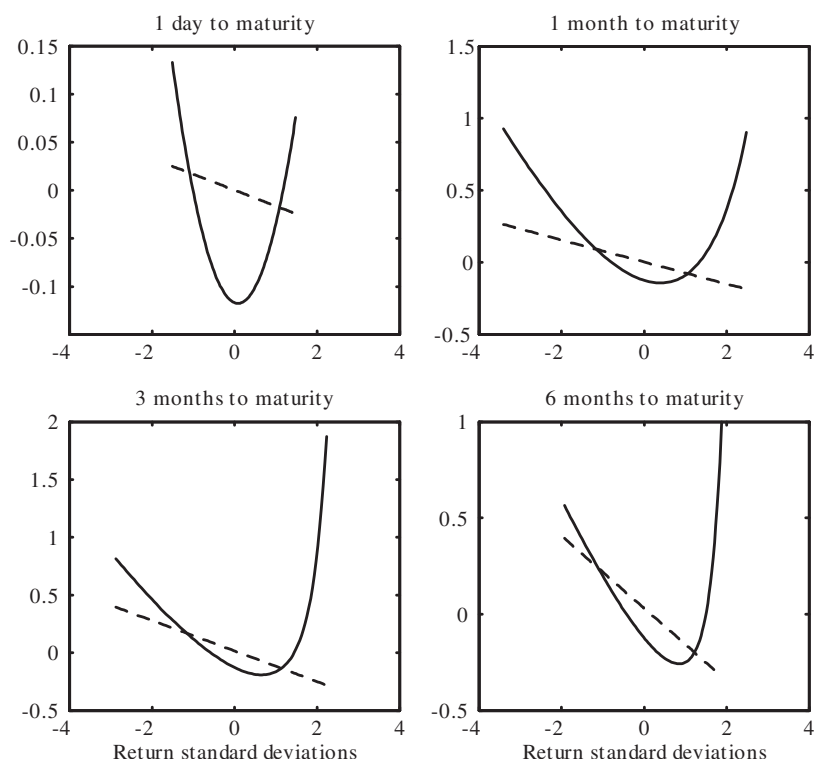 1 day to maturity
0.15
0.1
0.05
0
-0.05
-0.1
-4 -2 0 2 4
1 month to maturity
1.5
1
0.5
0
-0.5
-4 -2 0 2 4
3 months to maturity
2
1.5
1
0.5
0
-0.5
-4 -2 0 2 4
Return standard deviations
6 months to maturity
1
0.5
0
-0.5
-4 -2 0 2 4
Return standard deviations